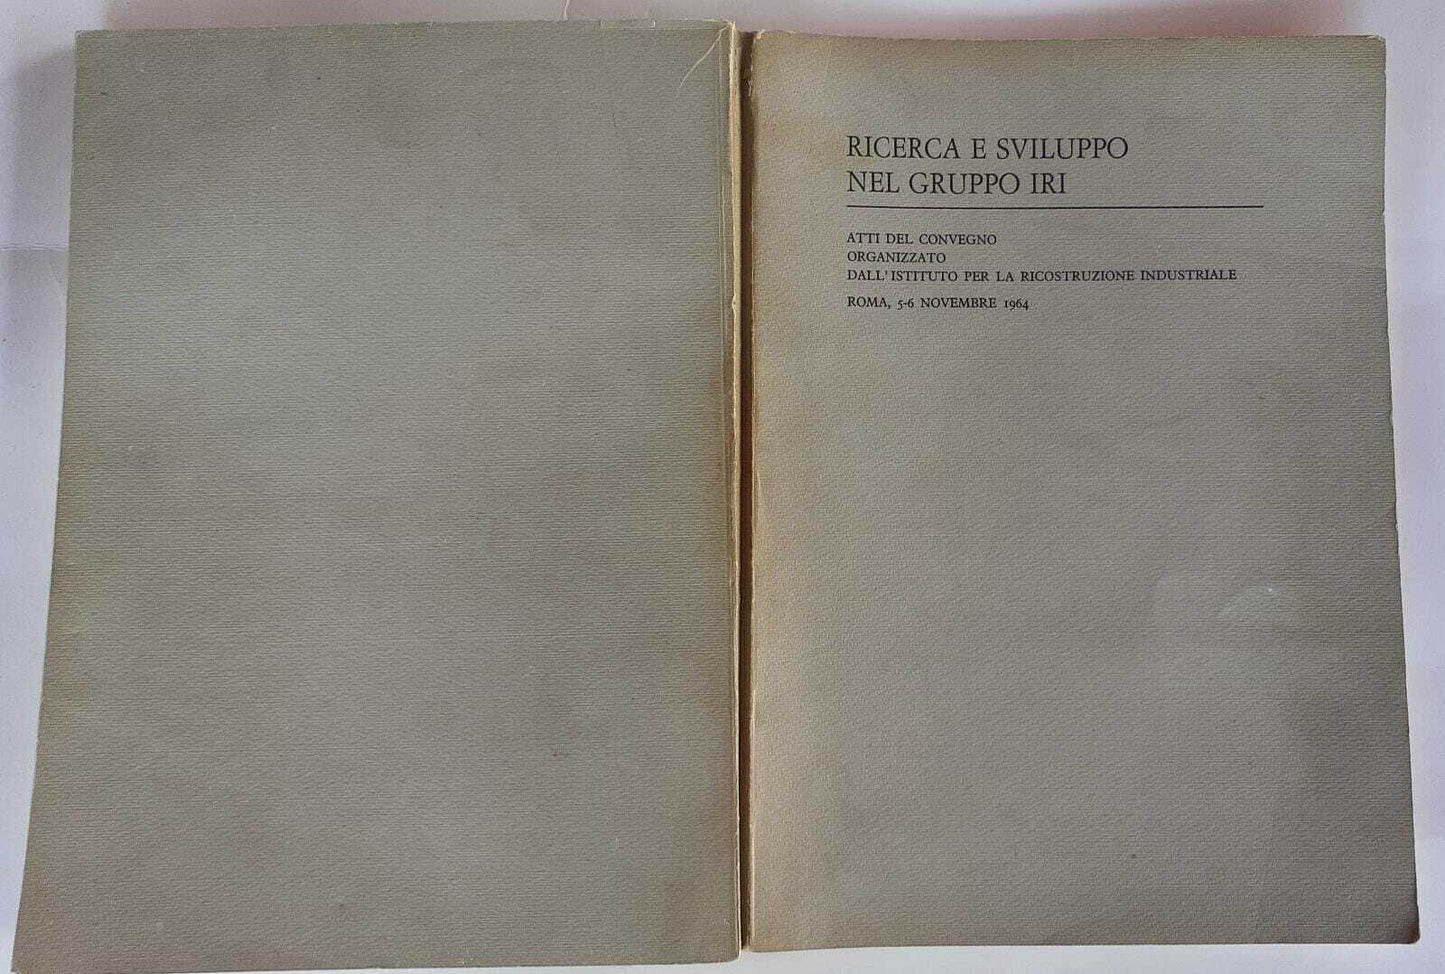 RICERCA E SVILUPPO
NEL GRUPPO IRI
ATTI DEL CONVEGNO
ORGANIZZATO
DALL'ISTITUTO PER LA RICOSTRUZIONE INDUSTRIALE
ROMA, 5-6 NOVEMBRE 1964